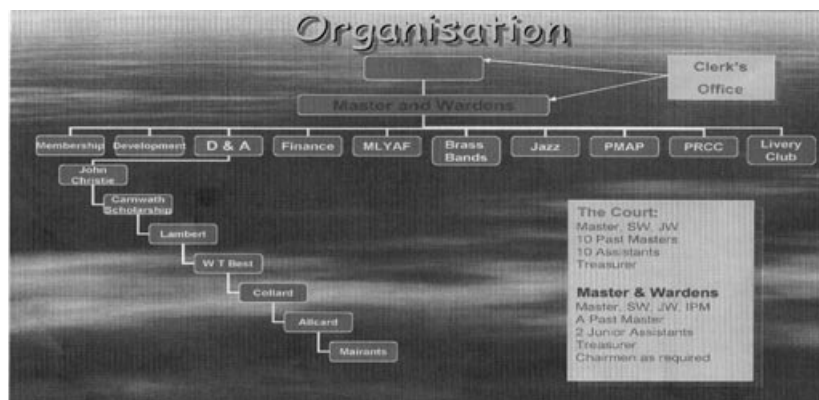 Organisation
Clerk's
Office
Master and Wardens
Membership
Development
D & A
Finance
MLYAF
Brass
Bands
Jazz
PMAP
PRCC
Livery
Club
John
Christie
Carnwath
Scholarship
Lambert
W T Best
Collard
Allcard
Mairants
The Court:
Master, SW, JW
10 Past Masters
10 Assistants
Treasurer
Master & Wardens
Master, SW, JW, IPM
A Past Master
2 Junior Assistants
Treasurer
Chairmen as required